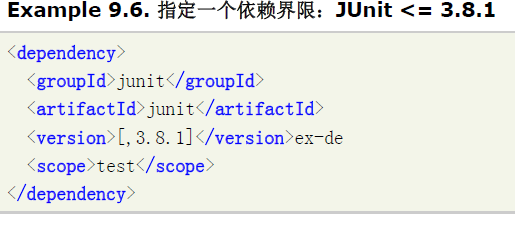 Example 9.6. 指定一个依赖界限：JUnit <= 3.8.1
<dependency>
<groupId>junit</groupId>
<artifactId>junit</artifactId>
<version>[,3.8.1]</version>ex-de
<scope>test</scope>
</dependency>